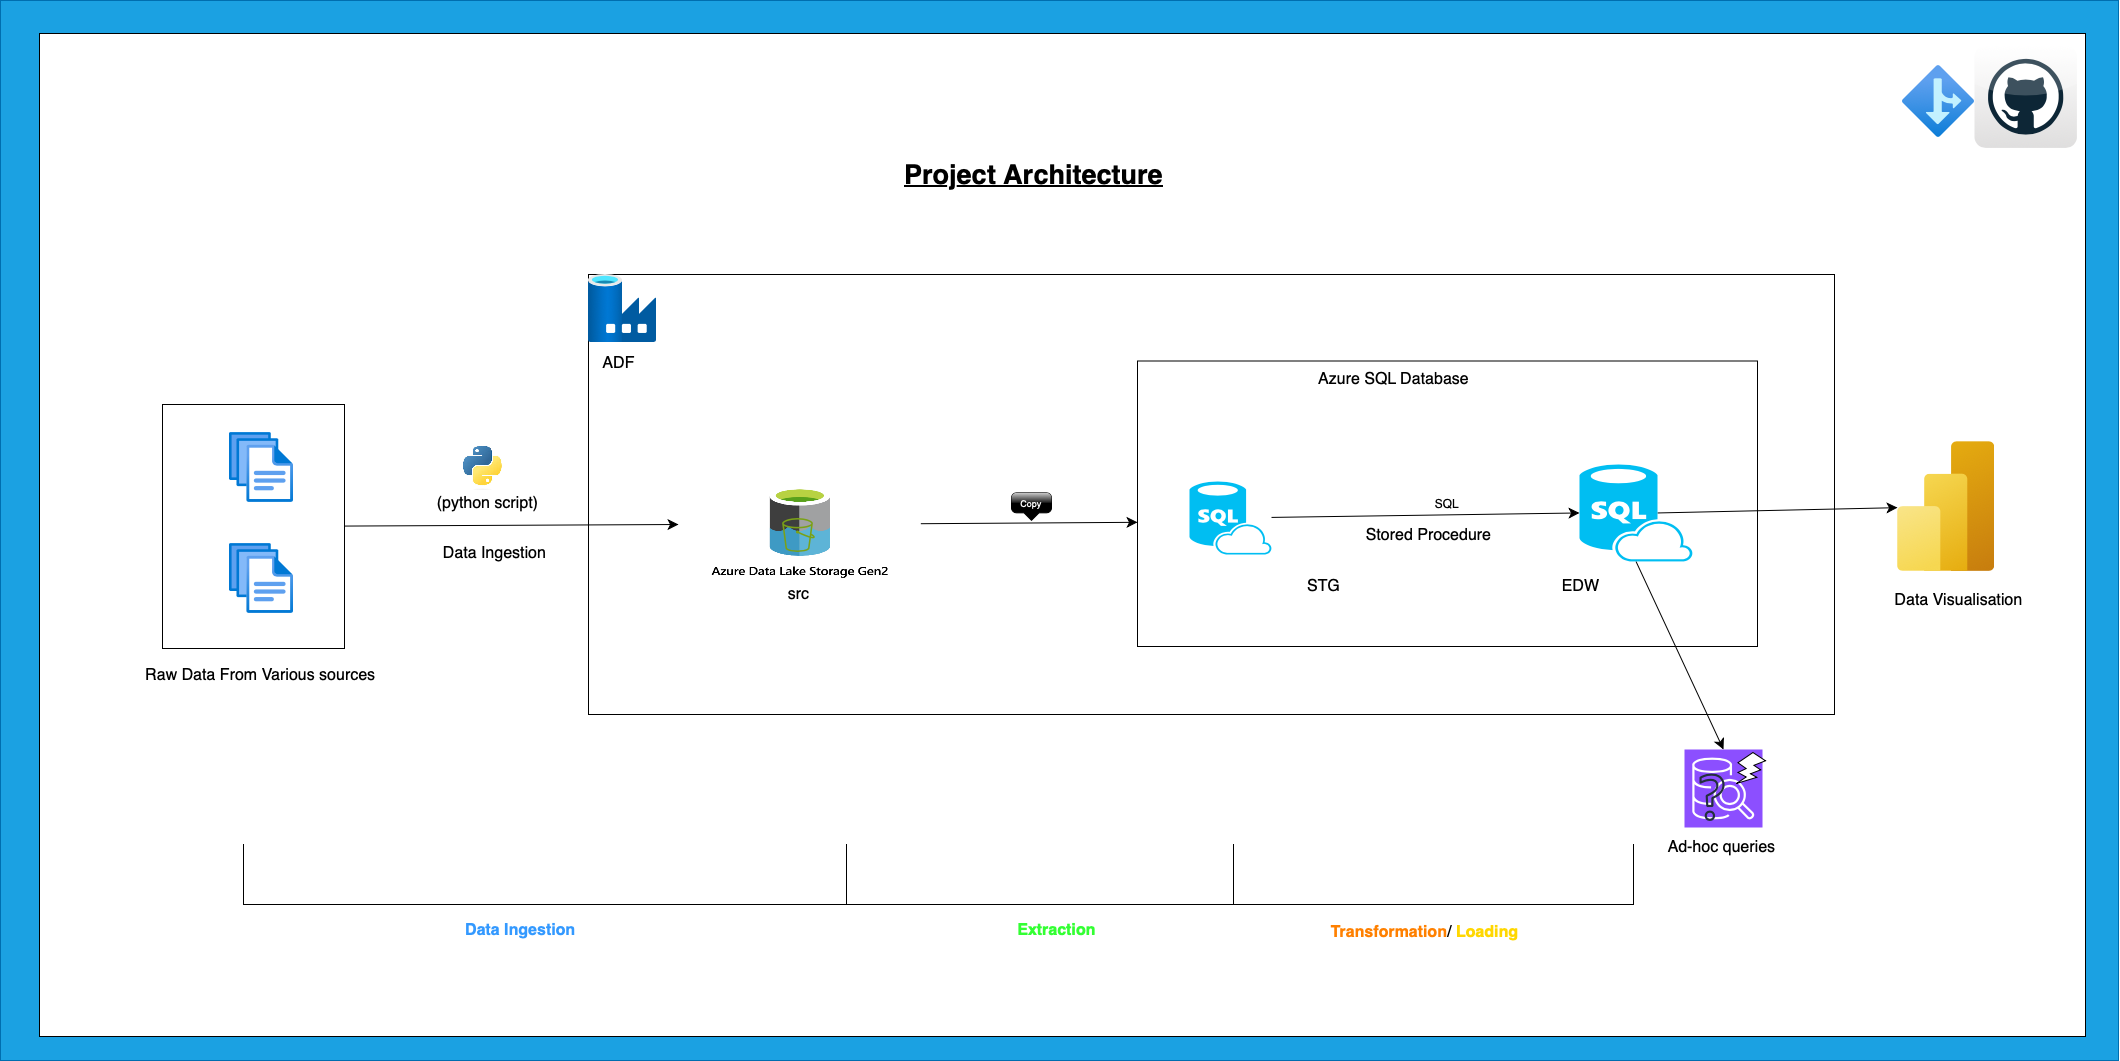 Project Architecture
ADF
Azure SQL Database
(python script)
Data Ingestion
Raw Data From Various sources
Azure Data Lake Storage Gen2
src
Copy
SQL
STG
SQL
Stored Procedure
SQL
EDW
Data Visualisation
?
Ad-hoc queries
Data Ingestion
Extraction
Transformation/ Loading